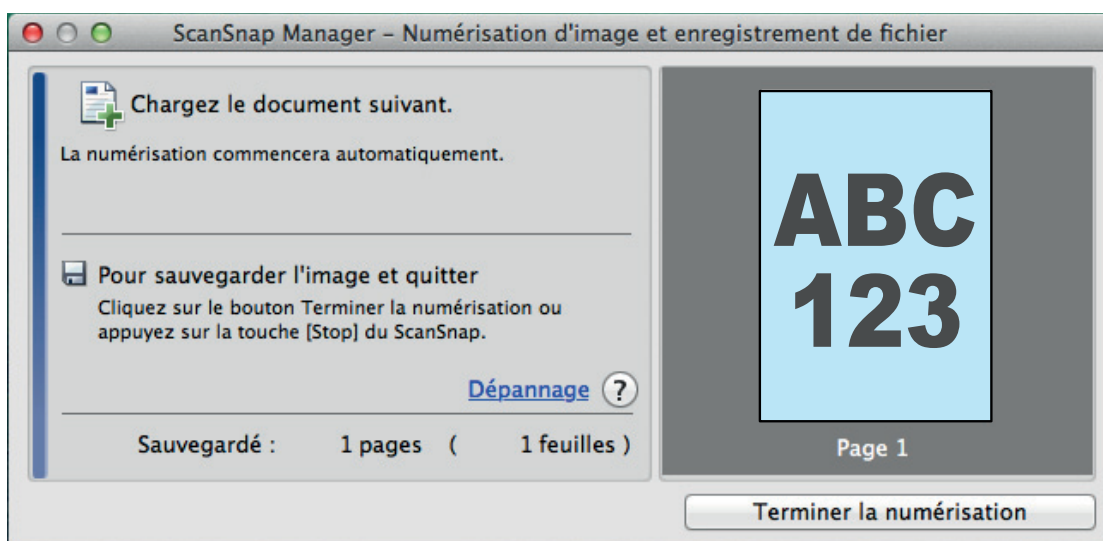 ScanSnap Manager – Numérisation d'image et enregistrement de fichier
Chargez le document suivant.
La numérisation commencera automatiquement.
Pour sauvegarder l'image et quitter
Cliquez sur le bouton Terminer la numérisation ou
appuyez sur la touche [Stop] du ScanSnap.
Dépannage ?
Sauvegardé : 1 pages ( 1 feuilles )
ABC
123
Page 1
Terminer la numérisation